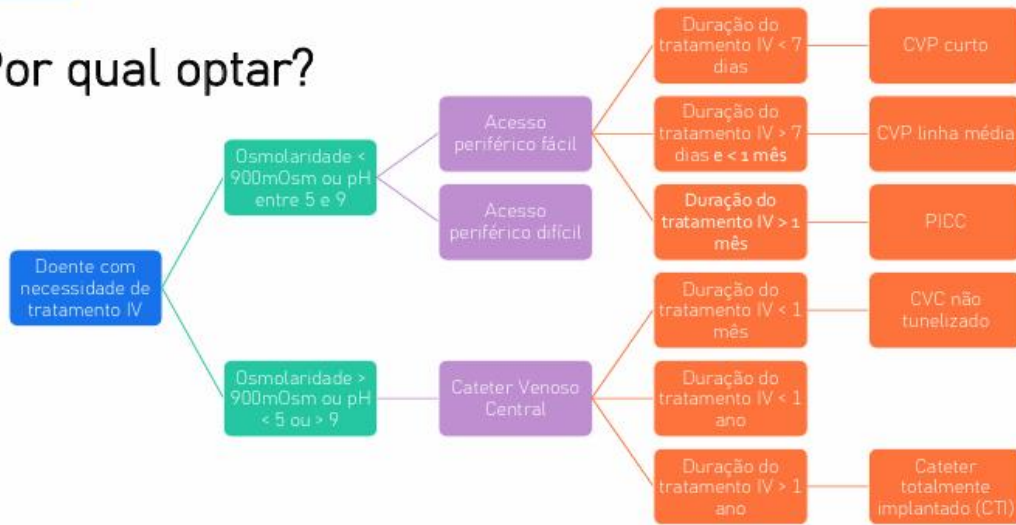 Por qual optar?
Doente com
necessidade de
tratamento IV
Osmolaridade <
900mOsm ou pH
entre 5 e 9
Acesso
periférico fácil
Duração do
tratamento IV < 7
dias
CVP curto
Duração do
tratamento IV > 7
dias e < 1 mês
CVP linha média
Duração do
tratamento IV > 1
mês
PICC
Acesso
periférico difícil
Osmolaridade >
900mOsm ou pH
< 5 ou > 9
Cateter Venoso
Central
Duração do
tratamento IV < 1
mês
CVC não
tunelizado
Duração do
tratamento IV < 1
ano
Duração do
tratamento IV > 1
ano
Cateter
totalmente
implantado (CTI)